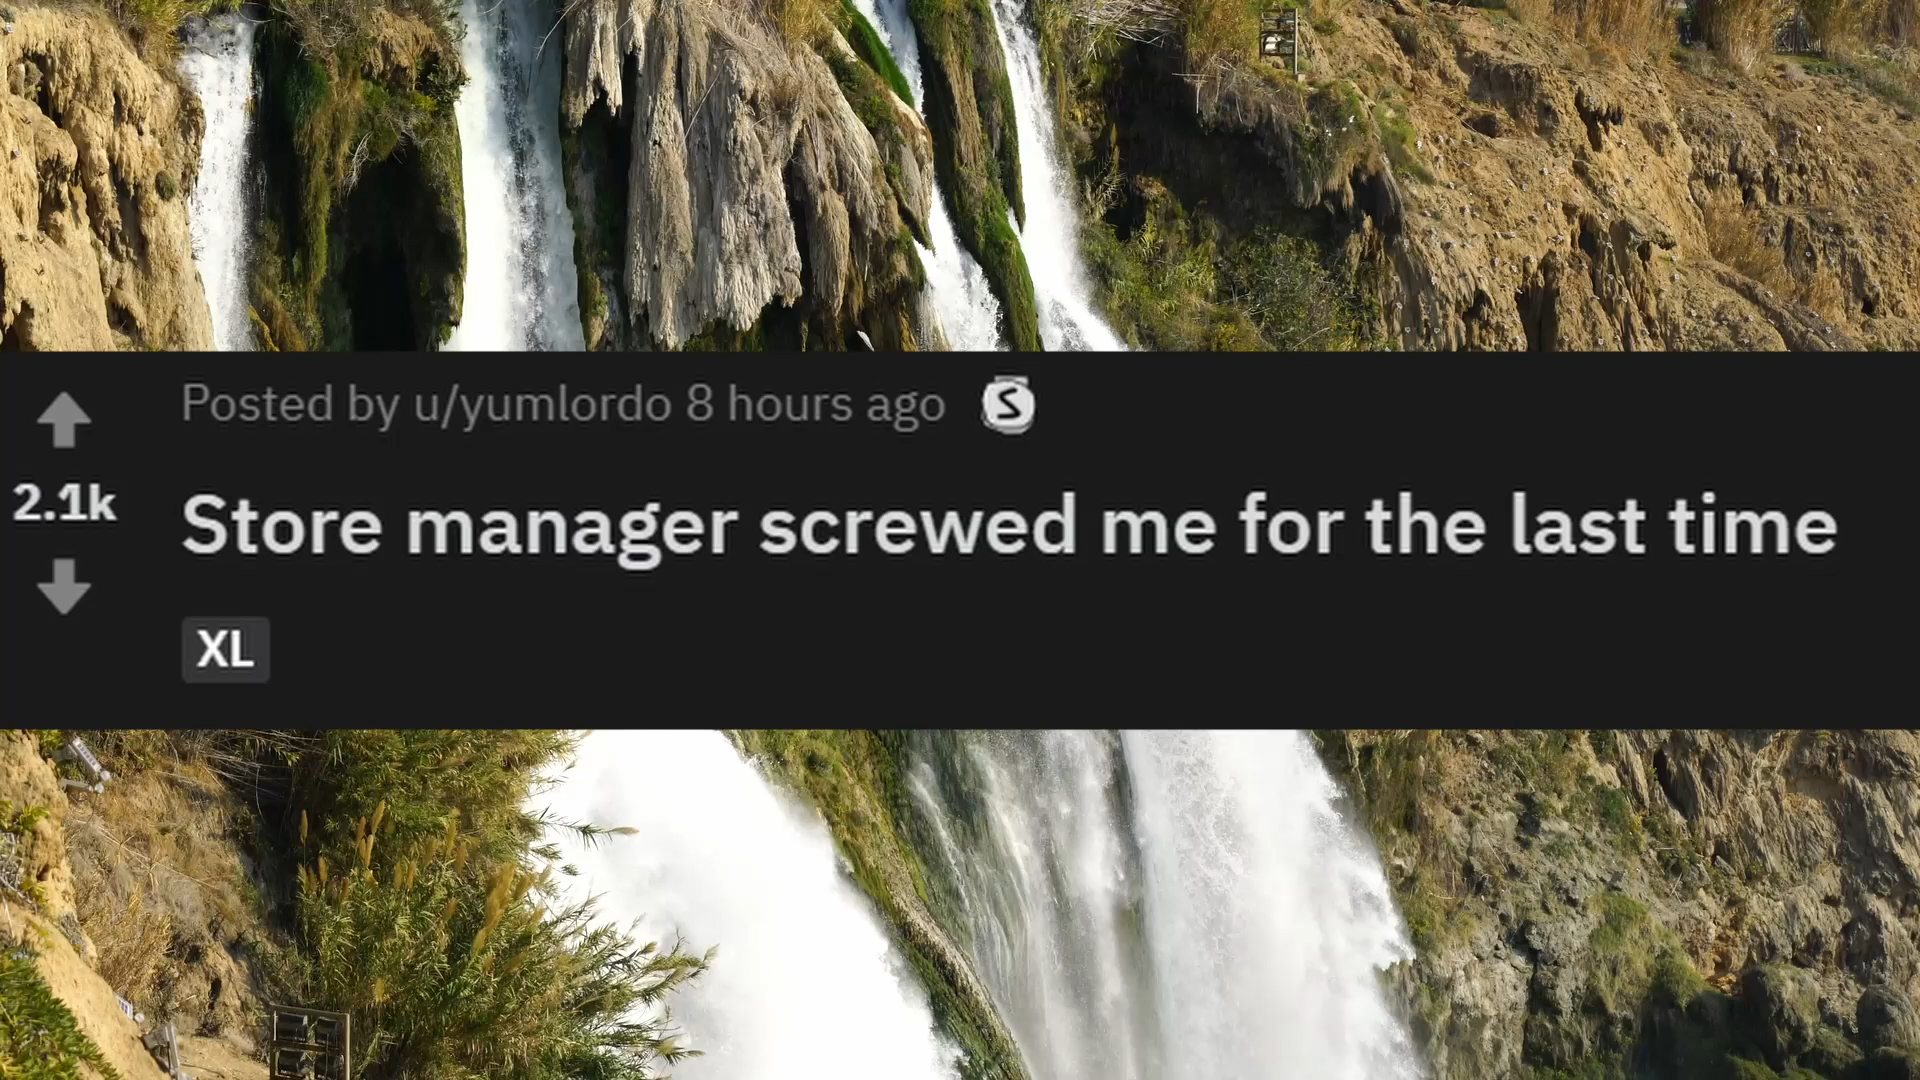 Posted by u/yumlordo 8 hours ago
2.1k
Store manager screwed me for the last time
XL